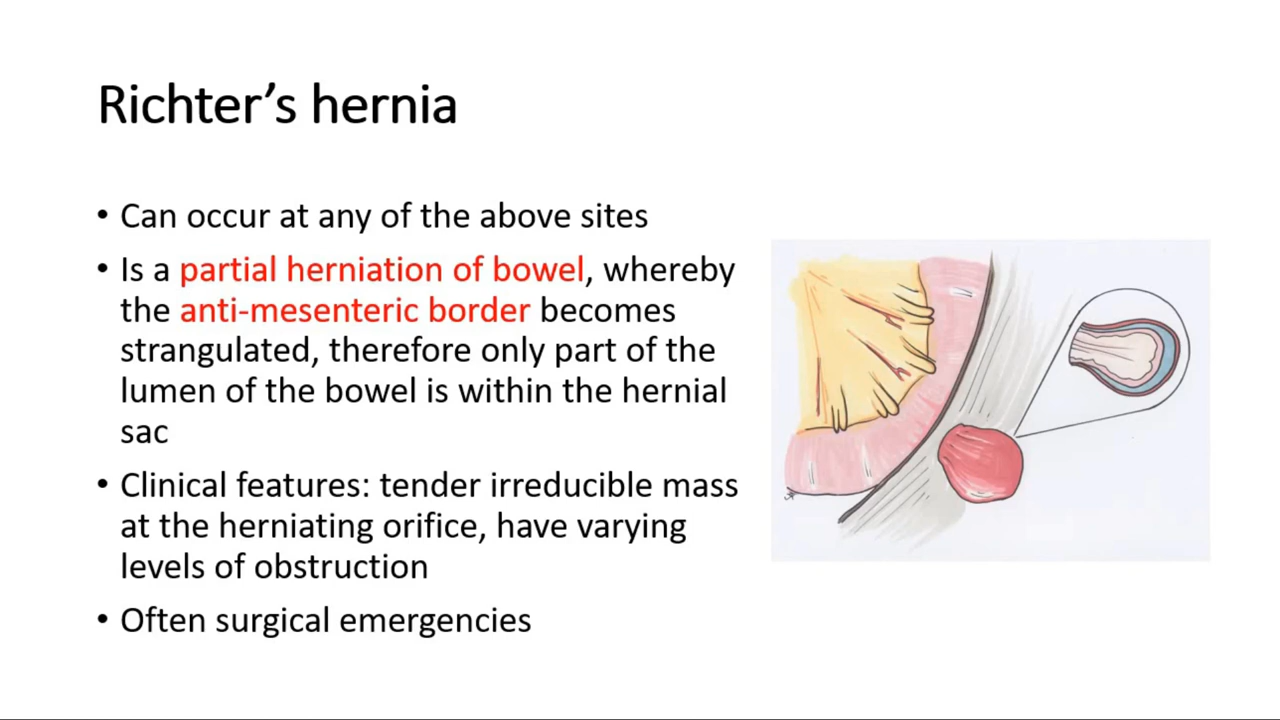 Richter’s hernia
• Can occur at any of the above sites
• Is a partial herniation of bowel, whereby
the anti-mesenteric border becomes
strangulated, therefore only part of the
lumen of the bowel is within the hernial
sac
• Clinical features: tender irreducible mass
at the herniating orifice, have varying
levels of obstruction
• Often surgical emergencies